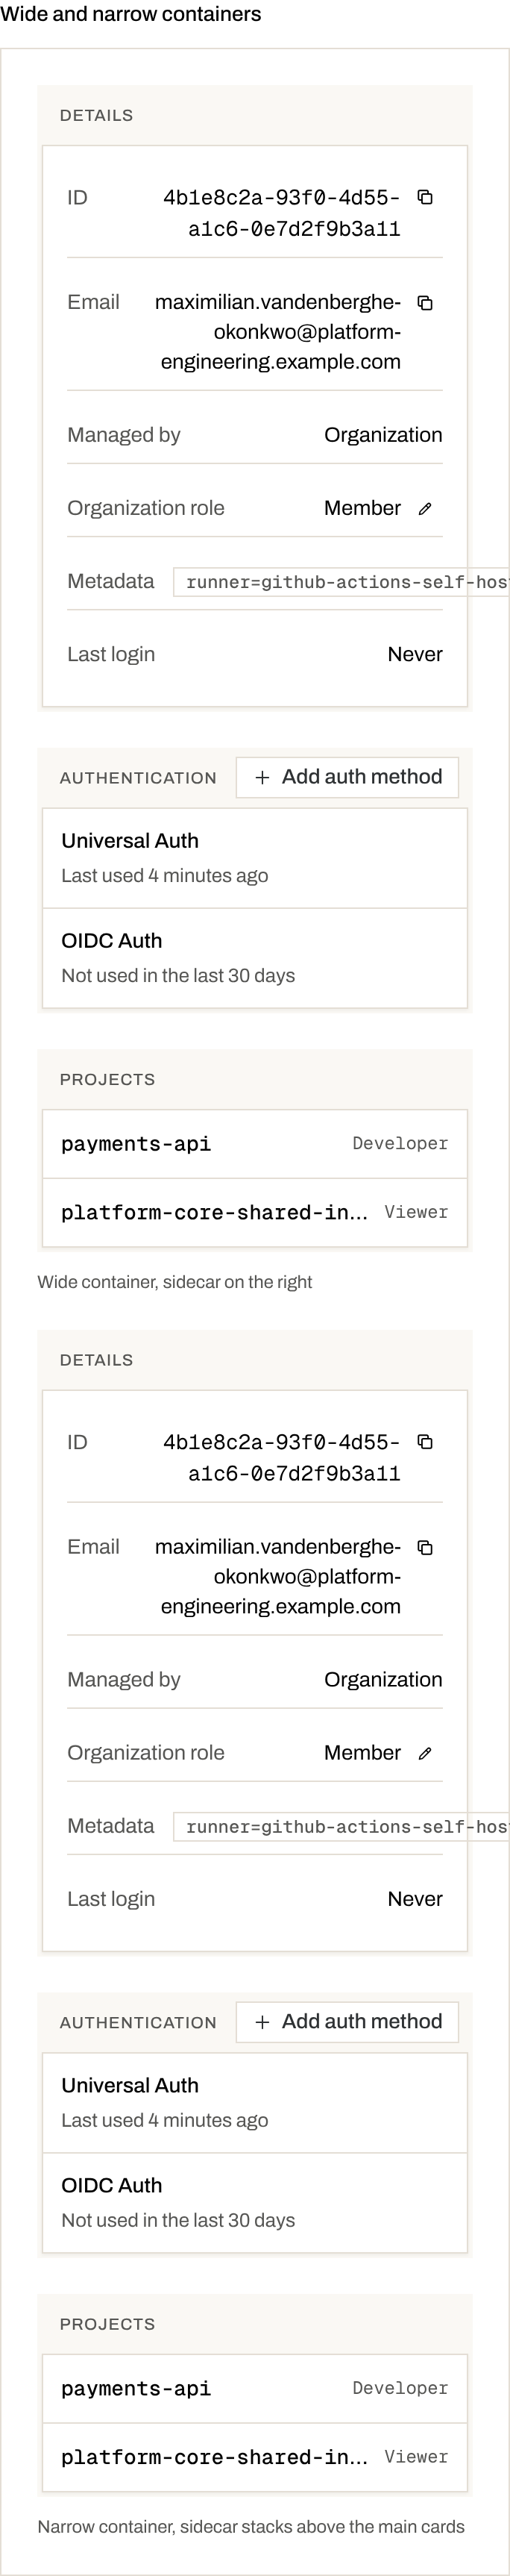 Wide and narrow containers
DETAILS
ID
4b1e8c2a-93f0-4d55-
a1c6-0e7d2f9b3a11
Email
maximilian.vandenberghe-
okonkwo@platform-
engineering.example.com
Managed by
Organization
Organization role
Member
Metadata
runner=github-actions-self-hos
Last login
Never
AUTHENTICATION
Add auth method
Universal Auth
Last used 4 minutes ago
OIDC Auth
Not used in the last 30 days
PROJECTS
payments-api
Developer
platform-core-shared-in...
Viewer
Wide container, sidecar on the right
DETAILS
ID
4b1e8c2a-93f0-4d55-
a1c6-0e7d2f9b3a11
Email
maximilian.vandenberghe-
okonkwo@platform-
engineering.example.com
Managed by
Organization
Organization role
Member
Metadata
runner=github-actions-self-hos
Last login
Never
AUTHENTICATION
Add auth method
Universal Auth
Last used 4 minutes ago
OIDC Auth
Not used in the last 30 days
PROJECTS
payments-api
Developer
platform-core-shared-in...
Viewer
Narrow container, sidecar stacks above the main cards